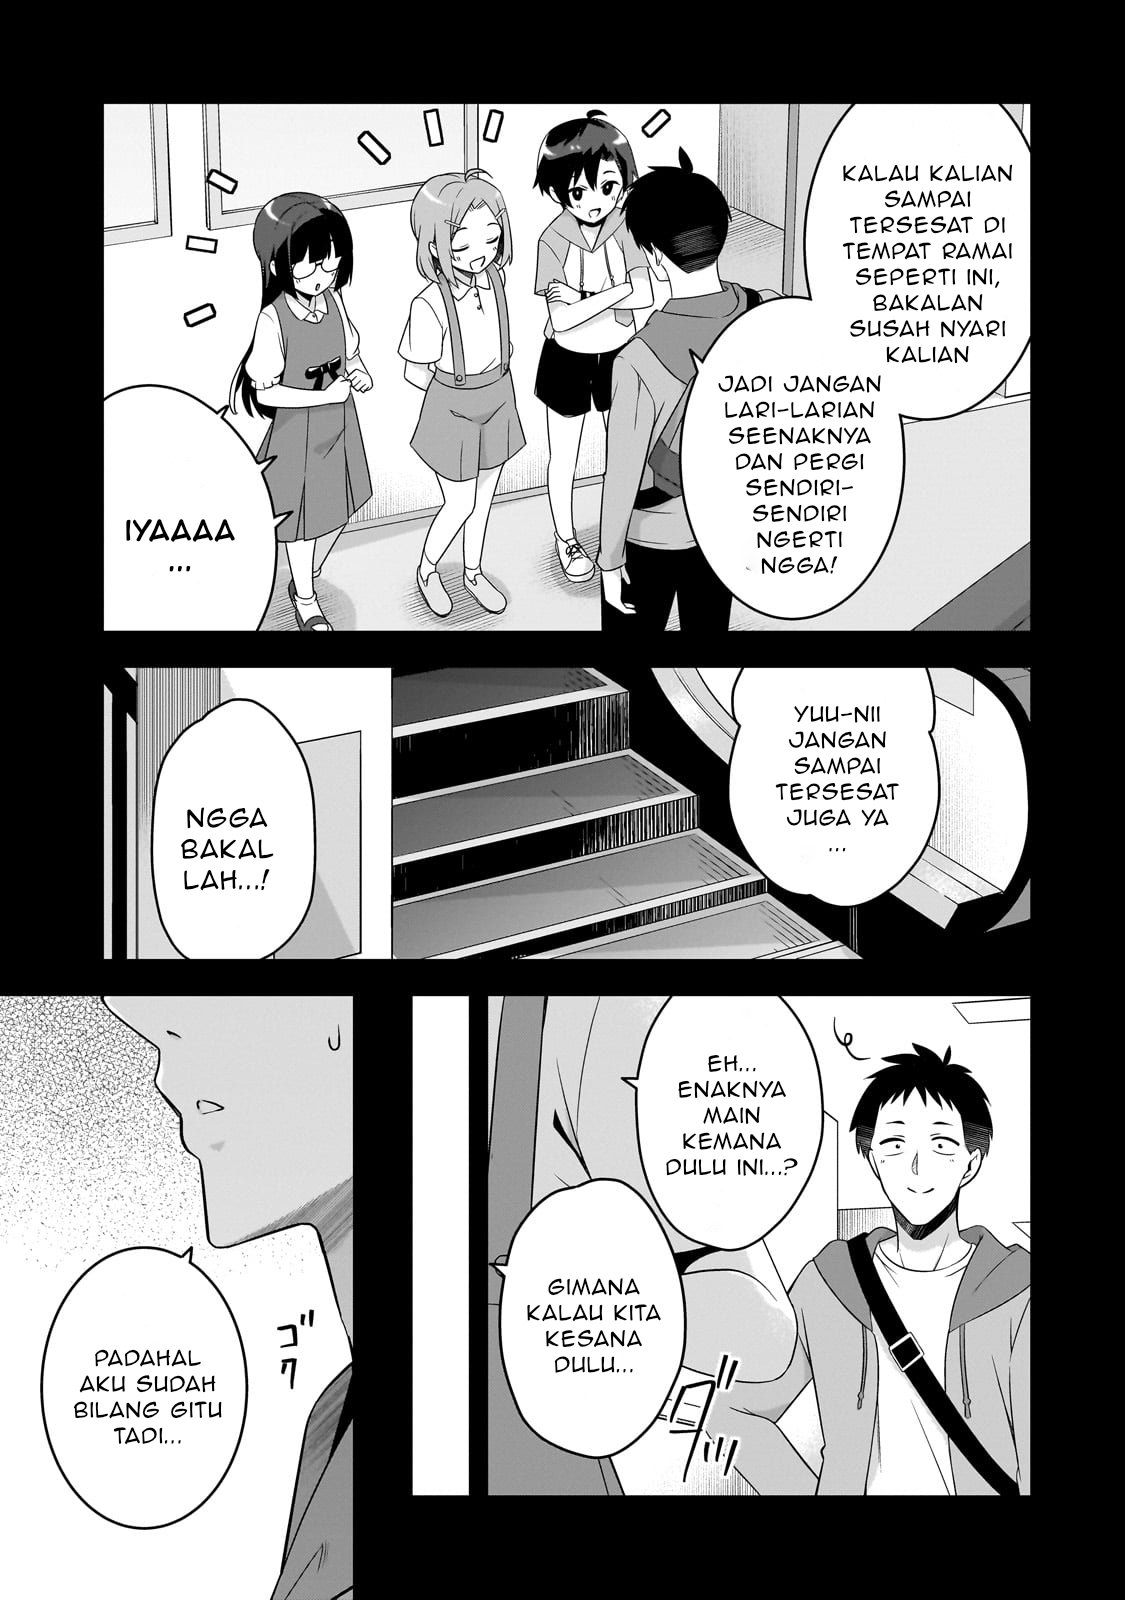 KALAU KALIAN
SAMPAI
TERSESAT DI
TEMPAT RAMAI
SEPERTI INI,
BAKALAN
SUSAH NYARI
KALIAN
JADI JANGAN
LARI-LARIAN
SEENAKNYA
DAN PERGI
SENDIRI-
SENDIRI
NGERTI
NGGA!
IYAAAA
...
YUU-NII
JANGAN
SAMPAI
TERSESAT
JUGA YA
...
NGGA
BAKAL
LAH...!
EH...
ENAKNYA
MAIN
KEMANA
DULU INI...?
GIMANA
KALAU KITA
KESANA
DULU...
PADAHAL
AKU SUDAH
BILANG GITU
TADI...
ゴク